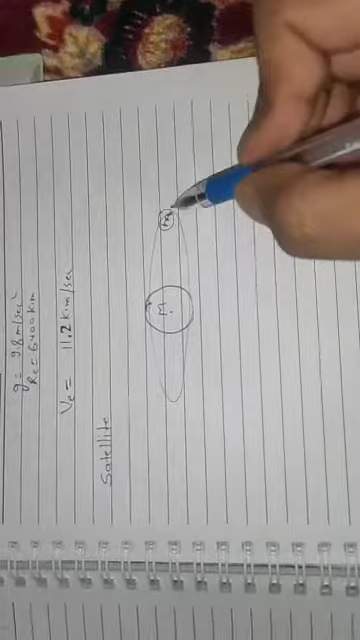 g = 9.8 m/sec²
Re = 6400 km
Ve = 11.2 Km/sec
Satellite
m
M